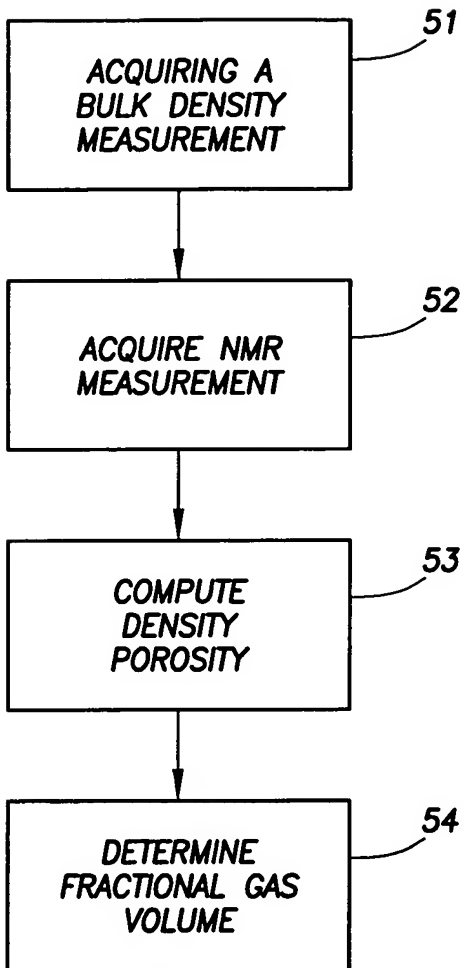 51
ACQUIRING A
BULK DENSITY
MEASUREMENT
52
ACQUIRE NMR
MEASUREMENT
53
COMPUTE
DENSITY
POROSITY
54
DETERMINE
FRACTIONAL GAS
VOLUME